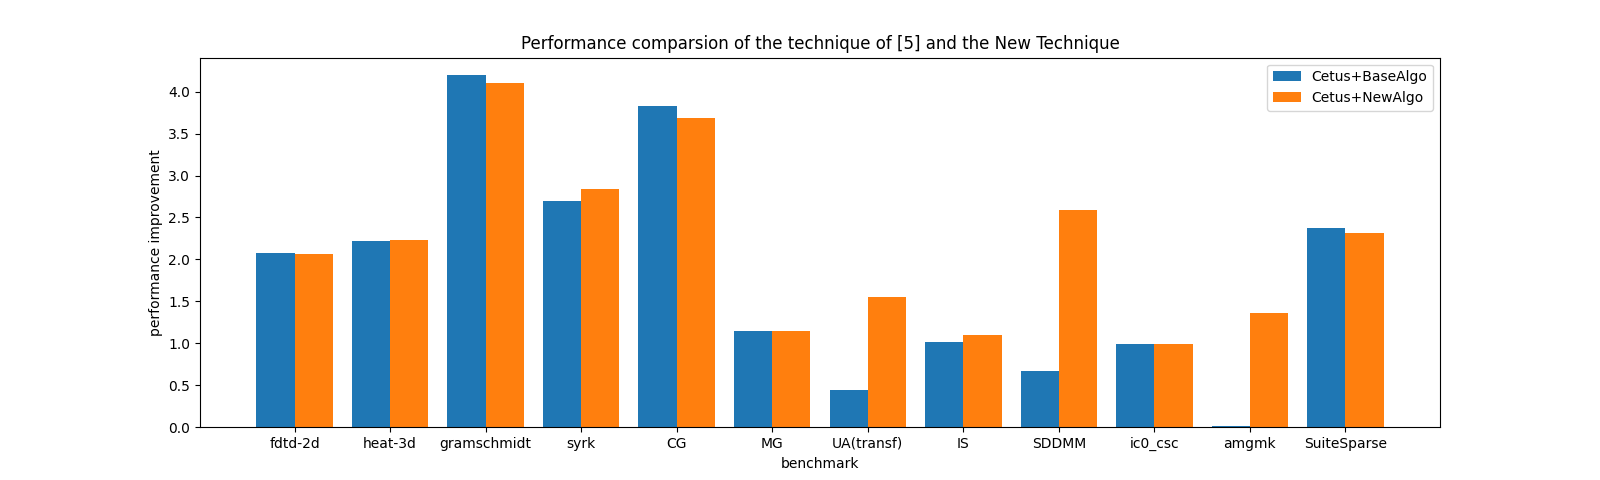 Performance comparsion of the technique of [5] and the New Technique
Cetus+BaseAlgo
Cetus+NewAlgo
performance improvement
4.0
3.5
3.0
2.5
2.0
1.5
1.0
0.5
0.0
fdtd-2d heat-3d gramschmidt syrk CG MG UA(transf) IS SDDMM ic0_csc amgmk SuiteSparse
benchmark